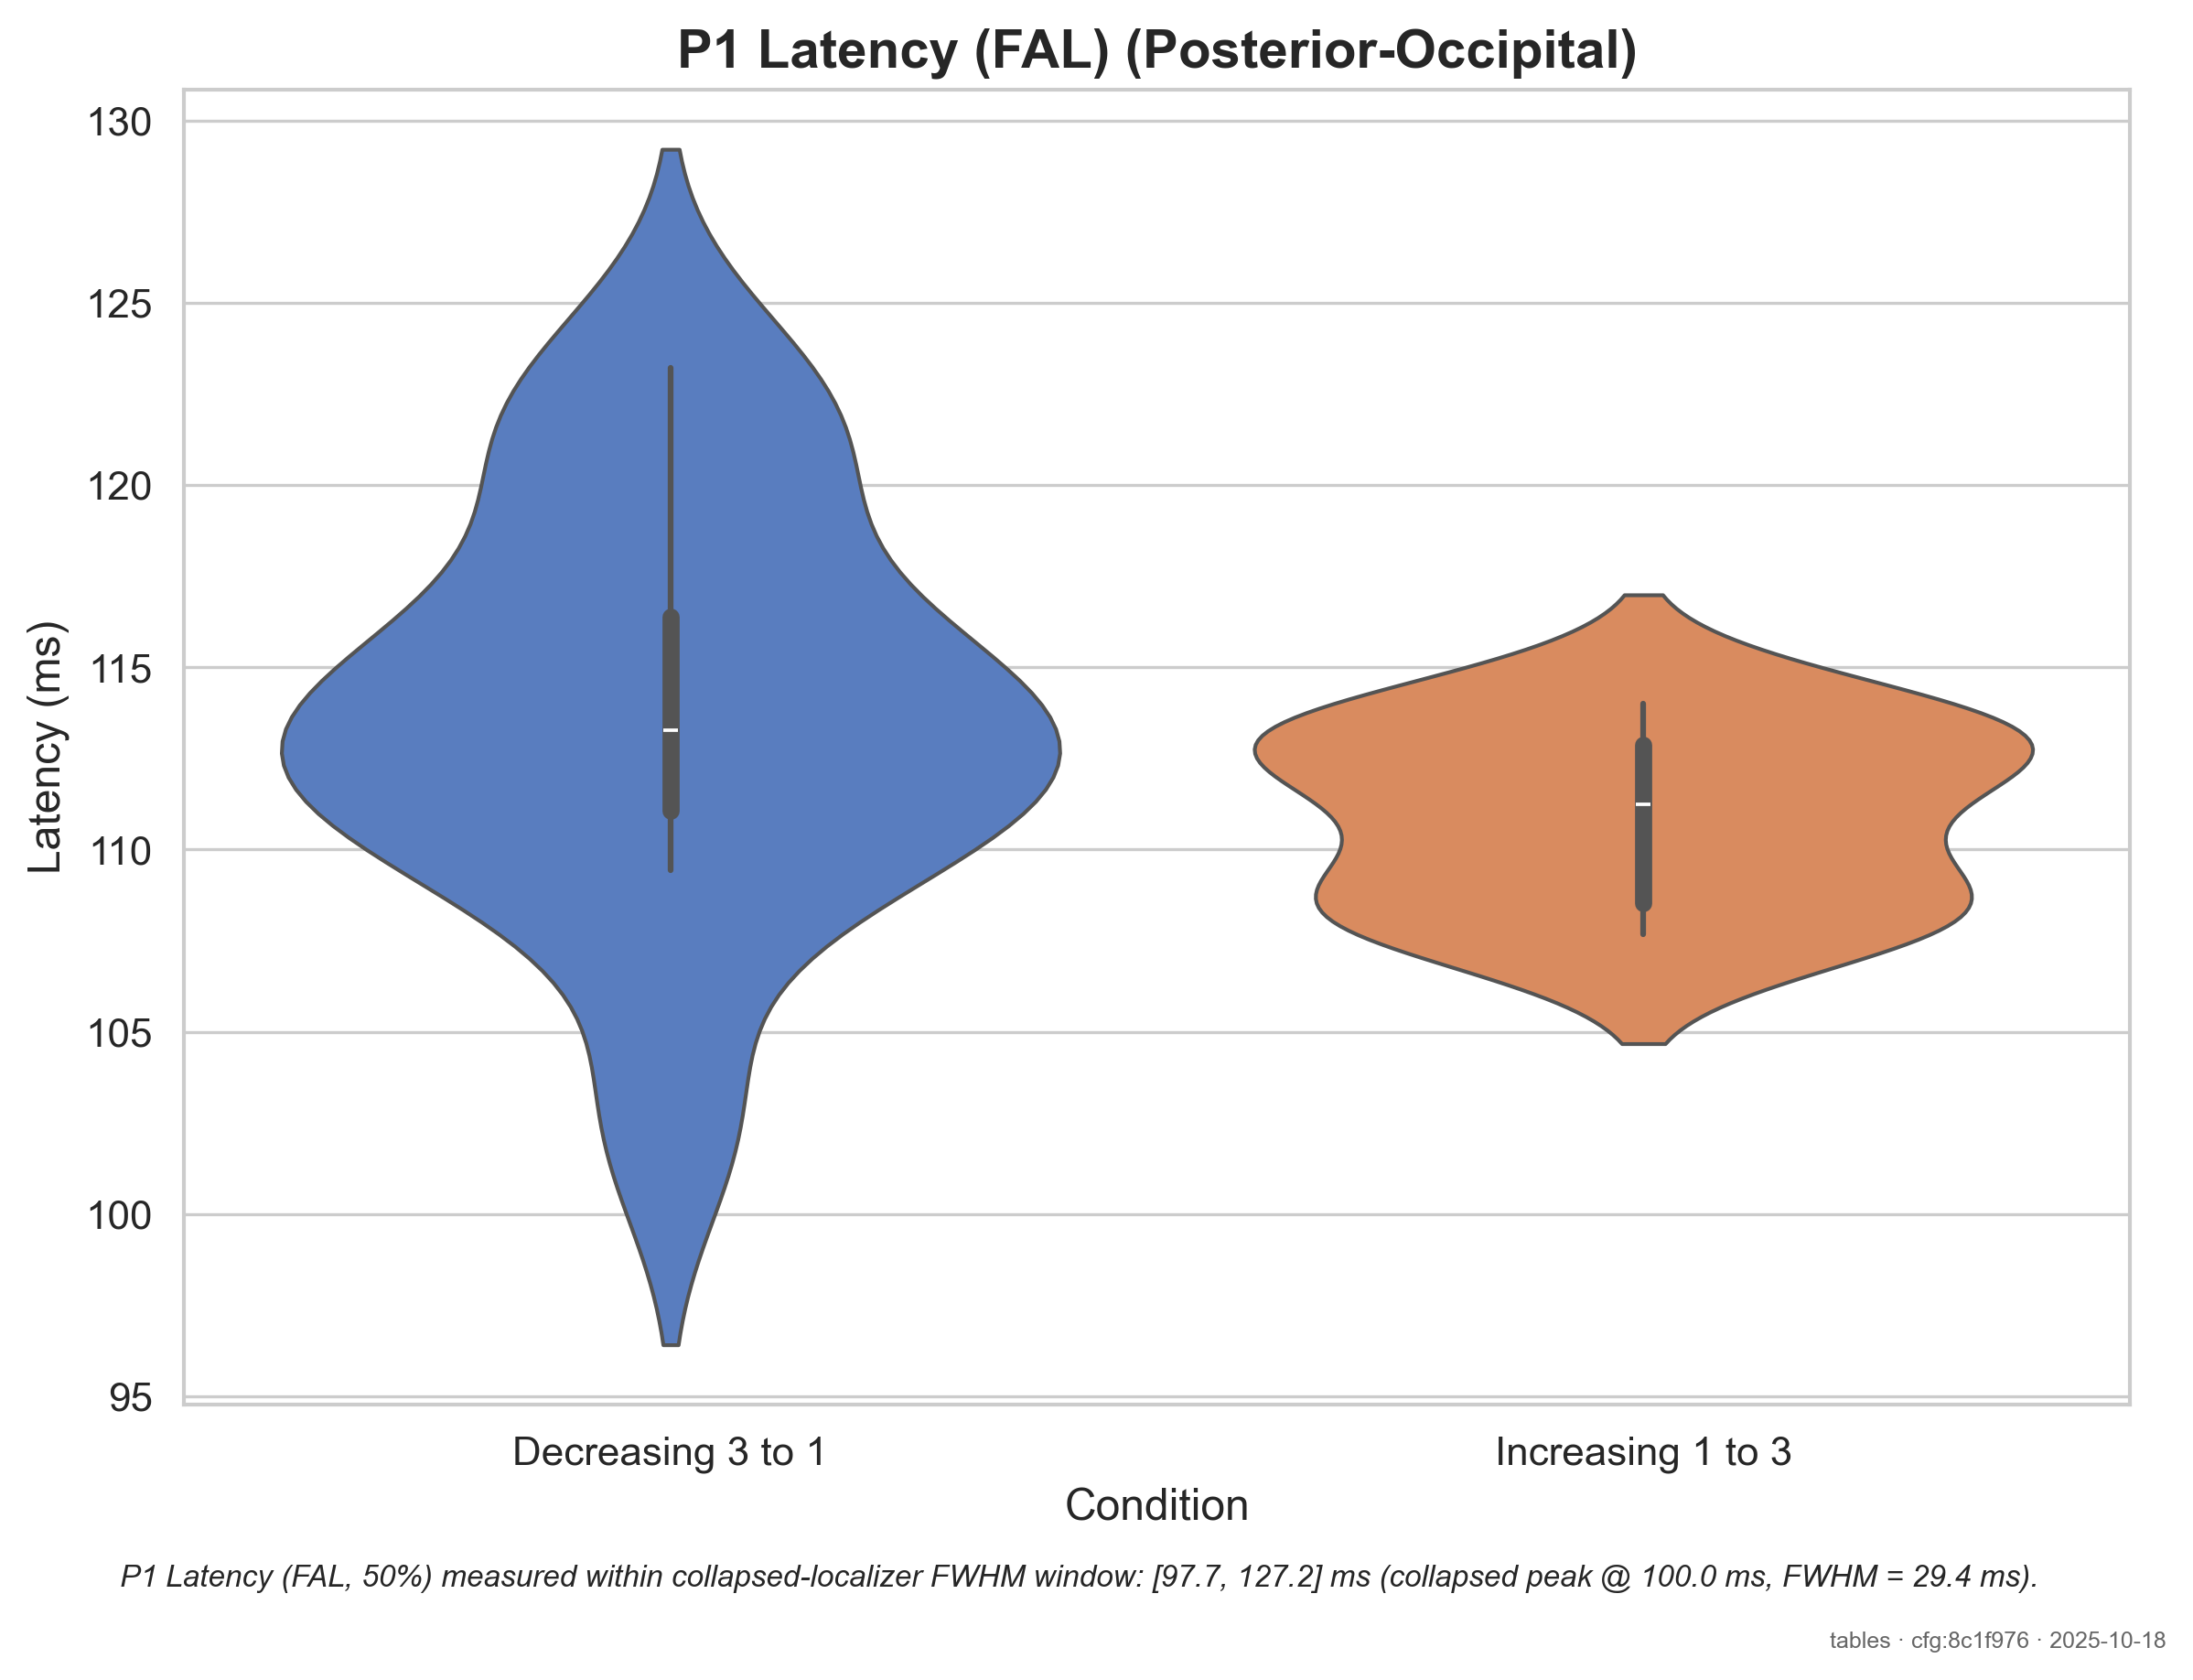 P1 Latency (FAL) (Posterior-Occipital)
Latency (ms)
130
125
120
115
110
105
100
95
Decreasing 3 to 1
Increasing 1 to 3
Condition
P1 Latency (FAL, 50%) measured within collapsed-localizer FWHM window: [97.7, 127.2] ms (collapsed peak @ 100.0 ms, FWHM = 29.4 ms).
tables · cfg:8c1f976 · 2025-10-18